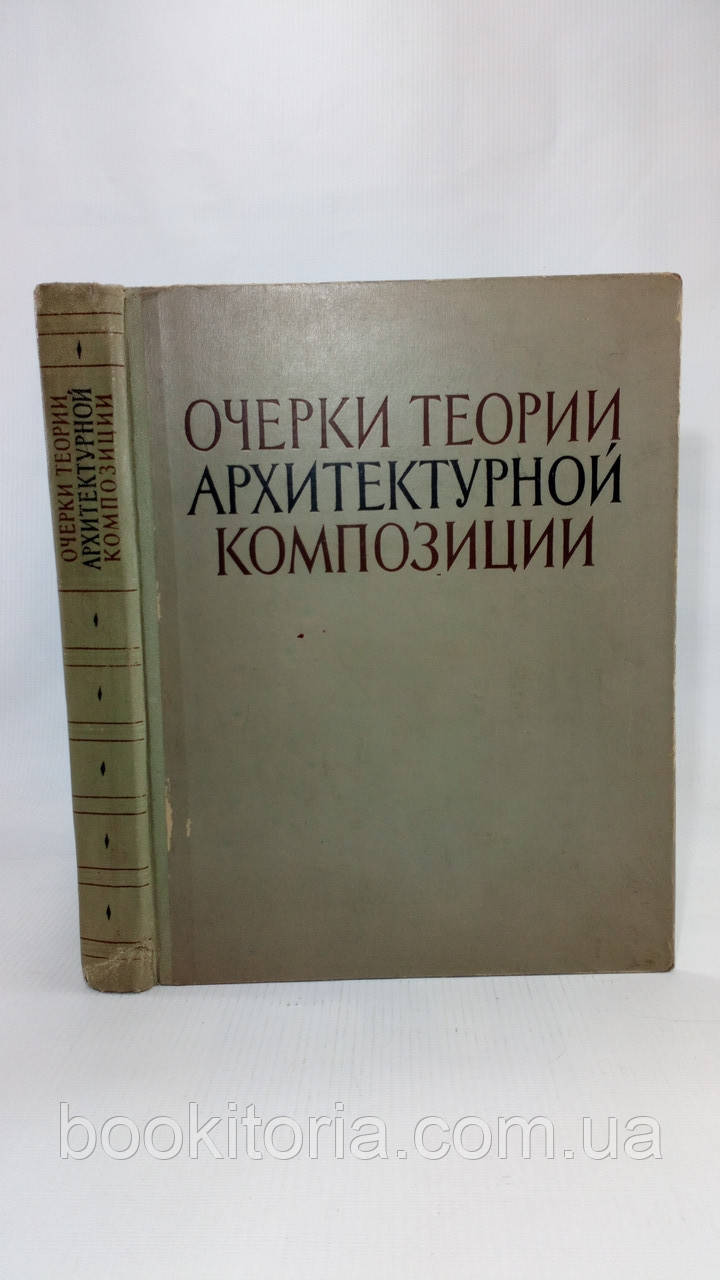 ОЧЕРКИ ТЕОРИИ
АРХИТЕКТУРНОЙ
КОМПОЗИЦИИ
ОЧЕРКИ ТЕОРИИ
АРХИТЕКТУРНОЙ
КОМПОЗИЦИИ
bookitoria.com.ua